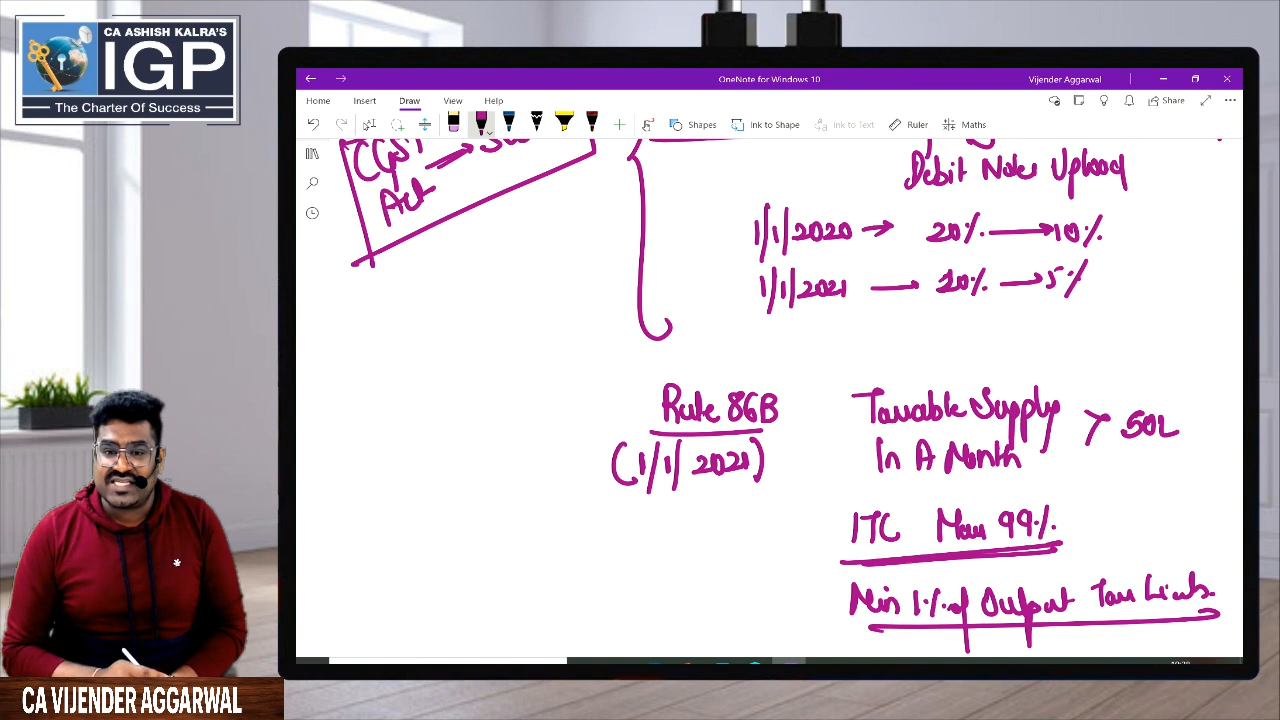 CA ASHISH KALRA'S
IGP
The Charter Of Success
OneNote for Windows 10
Vijender Aggarwal
Home Insert Draw View Help
Share
Shapes Ink to Shape Ink to Text Ruler Maths
CGST
Act
Debit Notes Upload
1/1/2020 → 20% → 10%
1/1/2021 → 10% → 5%
Rule 86B
(1/1/2021)
Taxable Supply
In A Month
> 50L
ITC Max 99%
Min 1% of Output Tax Liab.
CA VIJENDER AGGARWAL